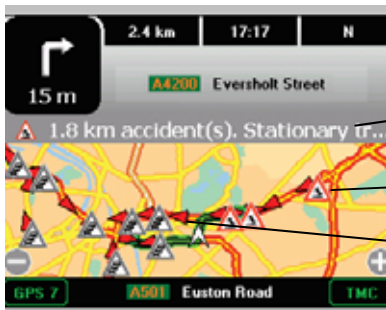 2.4 km 17:17 N
15 m
A4200 Eversholt Street
1.8 km accident(s). Stationary tr...
GPS 7 A501 Euston Road TMC